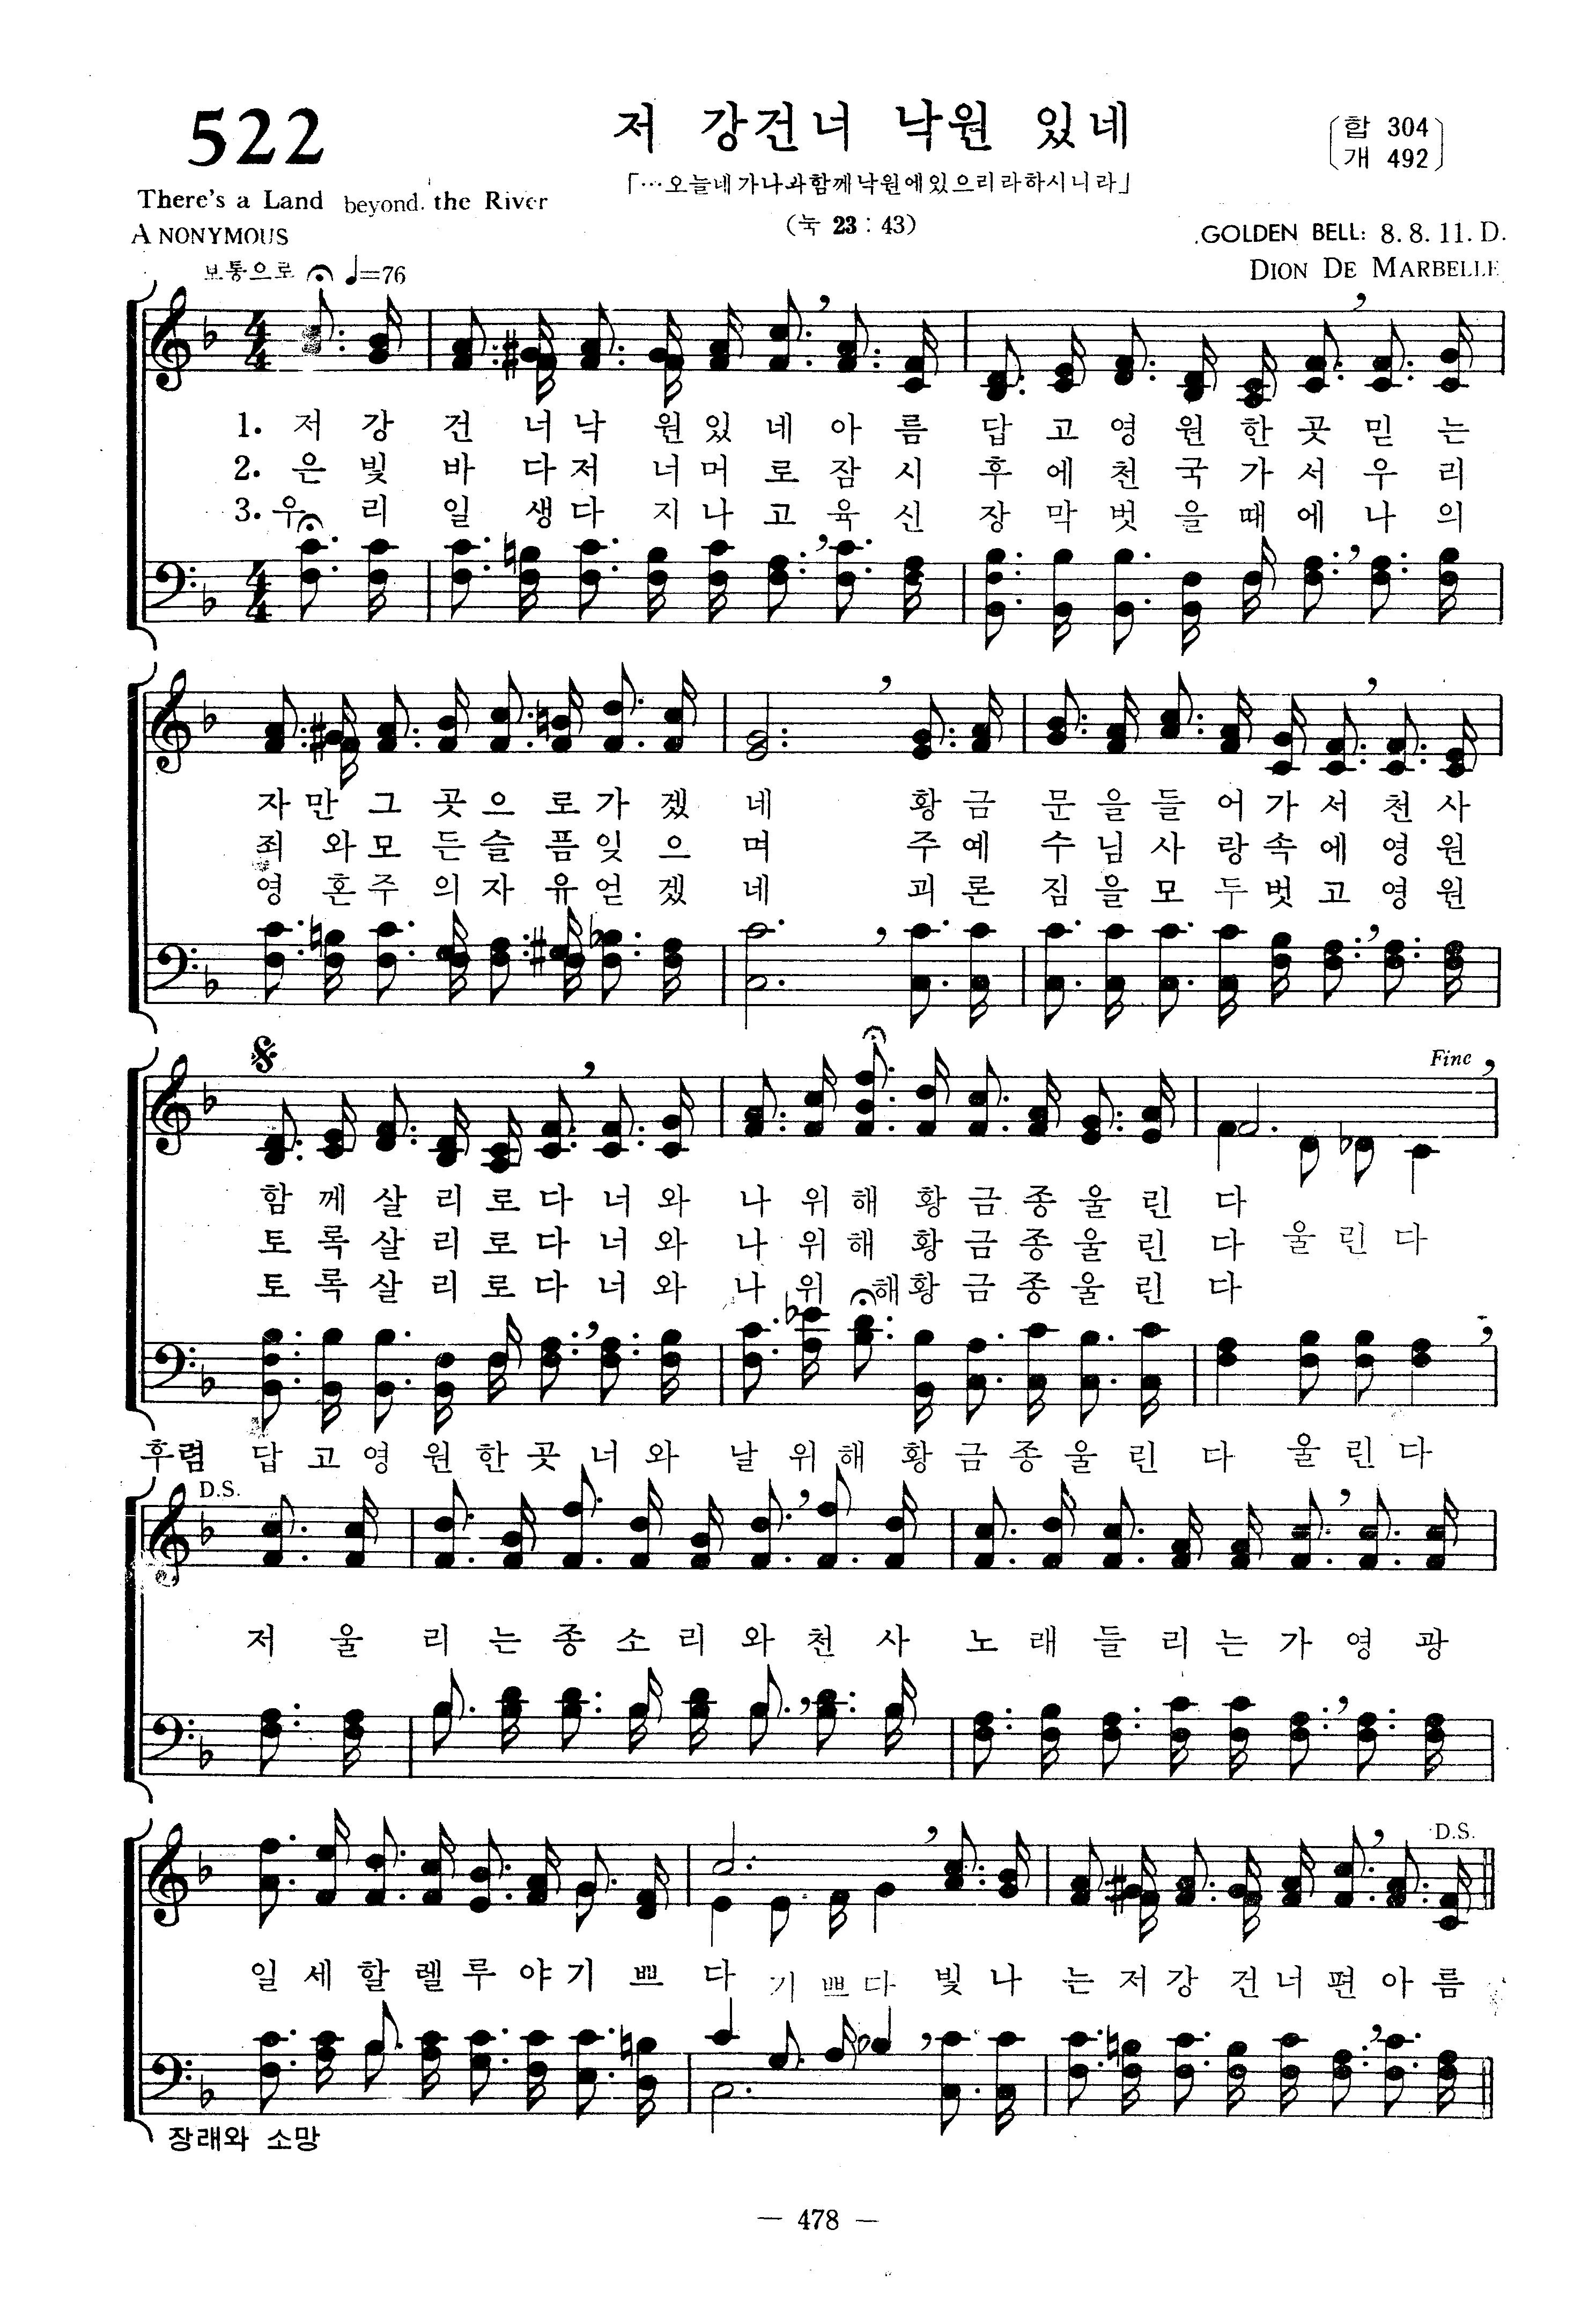 522
저 강건너 낙원 있네
합 304
개 492
「…오늘네가나와함께낙원에있으리라하시니라」
There's a Land beyond. the River
(눅 23 : 43)
ANONYMOUS
GOLDEN BELL: 8. 8. 11. D.
보통으로 ♩=76
DION DE MARBELLE
1. 저 강 건 너 낙 원 있 네 아 름 답 고 영 원 한 곳 믿 는
2. 은 빛 바 다 저 너 머 로 잠 시 후 에 천 국 가 서 우 리
3. 우 리 일 생 다 지 나 고 육 신 장 막 벗 을 때 에 나 의
자 만 그 곳 으 로 가 겠 네 황 금 문 을 들 어 가 서 천 사
죄 와 모 든 슬 픔 잊 으 며 주 예 수 님 사 랑 속 에 영 원
영 혼 주 의 자 유 얻 겠 네 괴 론 짐 을 모 두 벗 고 영 원
Fine
함 께 살 리 로 다 너 와 나 위 해 황 금 종 울 린 다
토 록 살 리 로 다 너 와 나 위 해 황 금 종 울 린 다 울 린 다
토 록 살 리 로 다 너 와 나 위 해 황 금 종 울 린 다
후렴 답 고 영 원 한 곳 너 와 날 위 해 황 금 종 울 린 다 울 린 다
D.S.
저 울 리 는 종 소 리 와 천 사 노 래 들 리 는 가 영 광
D.S.
일 세 할 렐 루 야 기 쁘 다 기 쁘 다 빛 나 는 저 강 건 너 편 아 름
장래와 소망
— 478 —